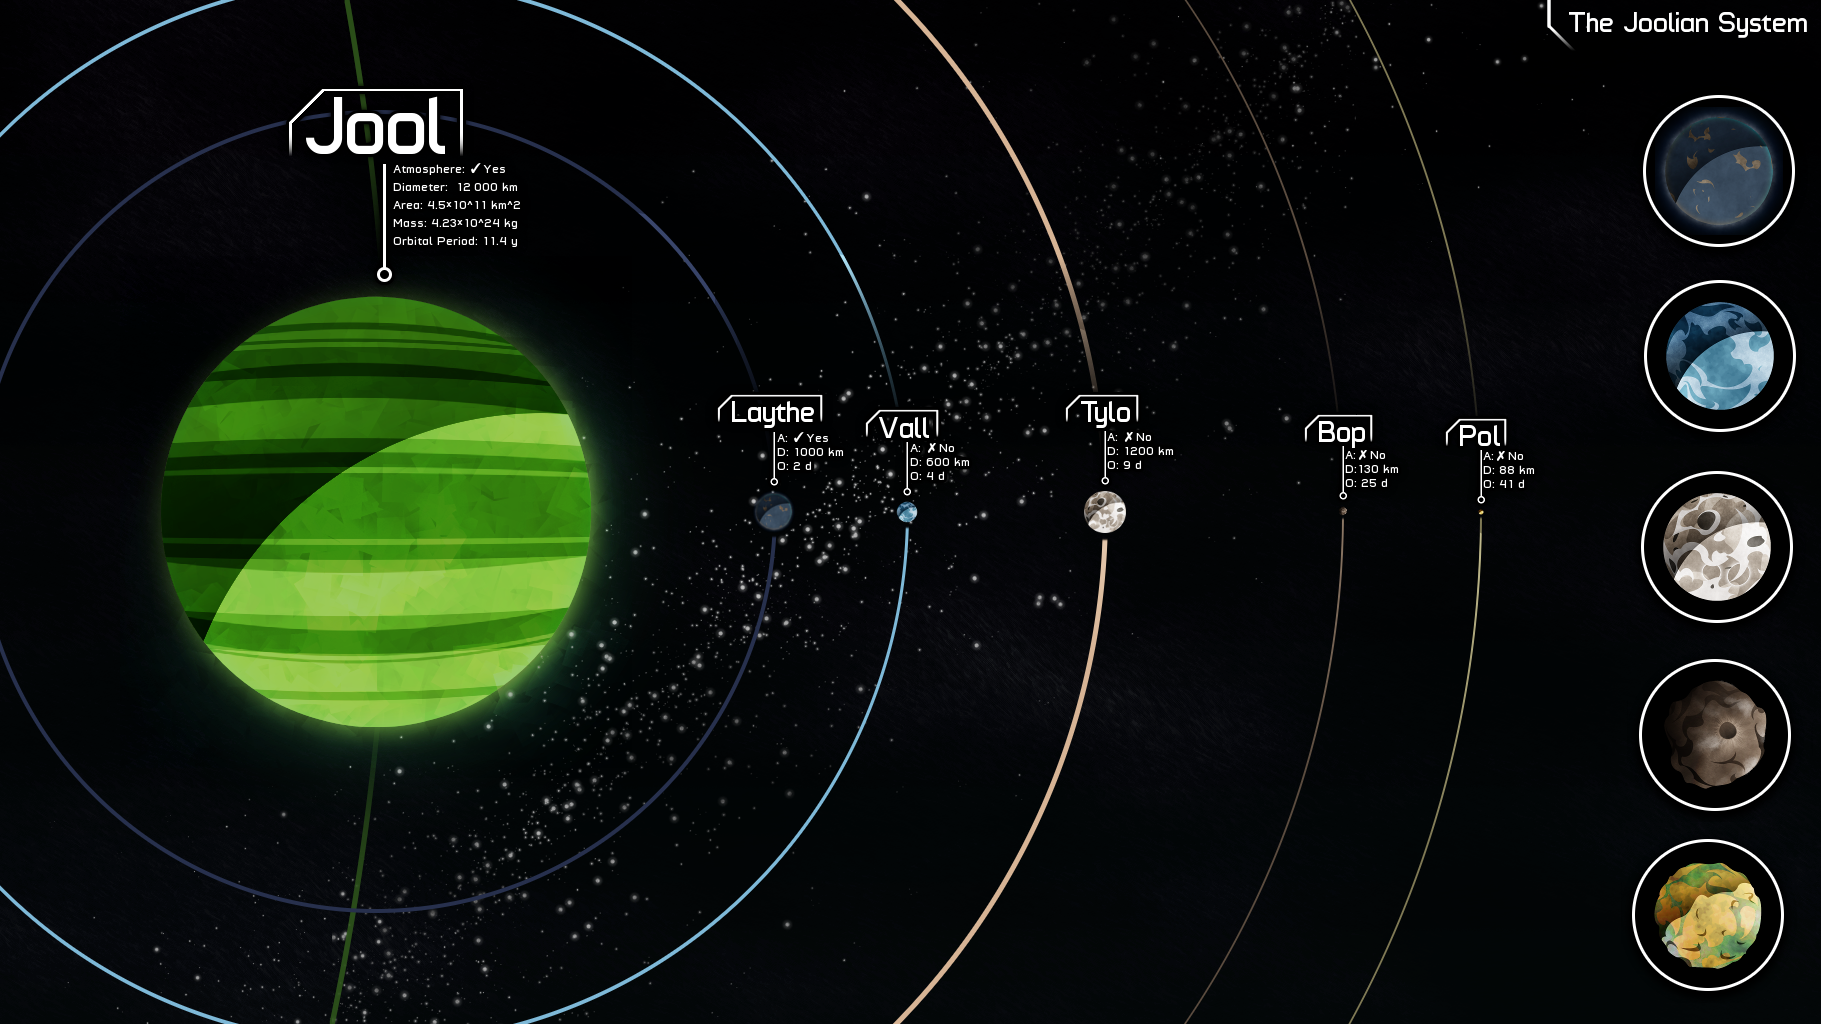 The Joolian System
Jool
Atmosphere: ✓Yes
Diameter: 12 000 km
Area: 4.5×10^11 km^2
Mass: 4.23×10^24 kg
Orbital Period: 11.4 y
Laythe
A: ✓Yes
D: 1000 km
O: 2 d
Vall
A: ✗No
D: 600 km
O: 4 d
Tylo
A: ✗No
D: 1200 km
O: 9 d
Bop
A:✗No
D:130 km
O: 25 d
Pol
A:✗No
D: 88 km
O: 41 d